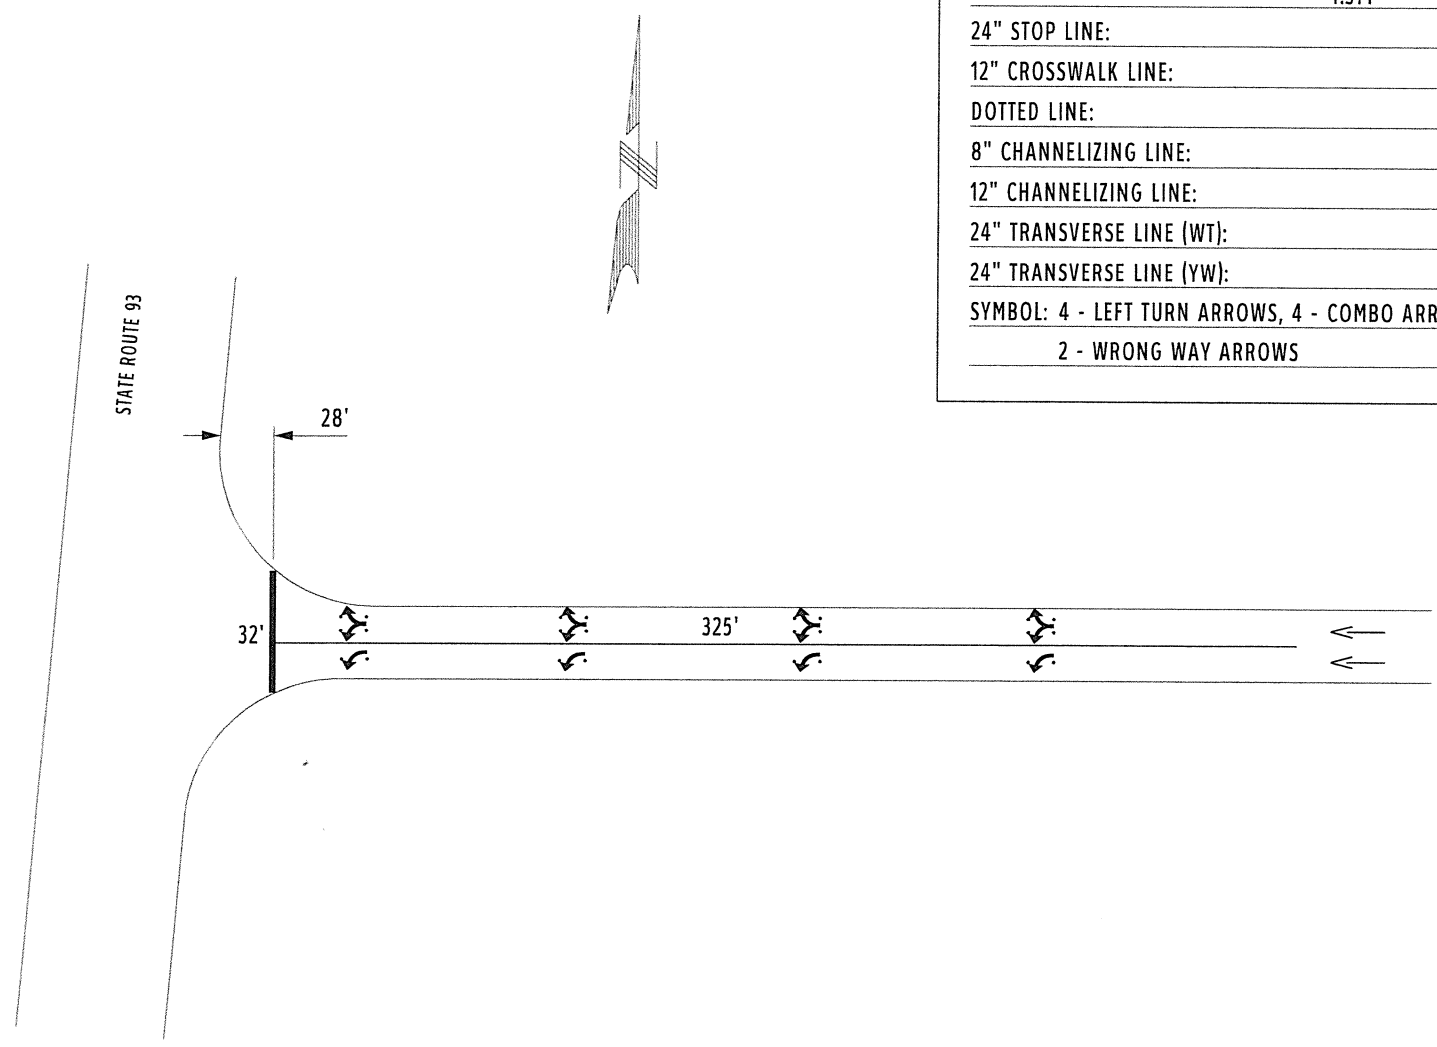 24" STOP LINE:
12" CROSSWALK LINE:
DOTTED LINE:
8" CHANNELIZING LINE:
12" CHANNELIZING LINE:
24" TRANSVERSE LINE (WT):
24" TRANSVERSE LINE (YW):
SYMBOL: 4 - LEFT TURN ARROWS, 4 - COMBO ARR
2 - WRONG WAY ARROWS
STATE ROUTE 93
28'
32'
325'
N